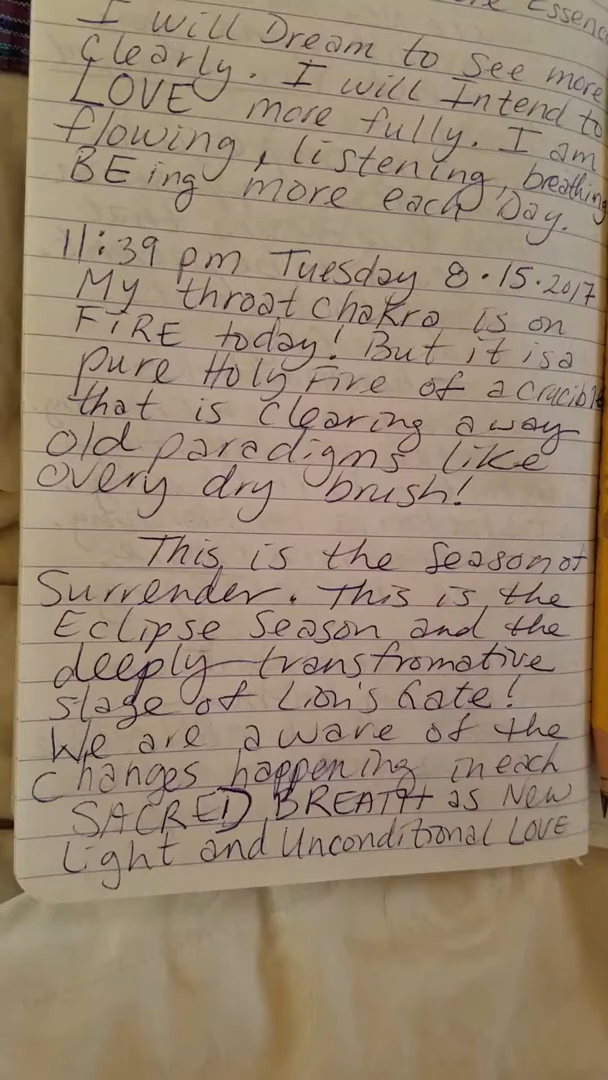 Essence
I will Dream to see more
clearly. I will Intend to
LOVE more fully. I am
flowing, listening, breathing
BEing more each Day.
11:39 pm Tuesday 8.15.2017
My throat chakra is on
FiRE today! But it is a
pure Holy Fire of a crucible
that is clearing away
old paradigms like
overy dry brush!
This is the Season of
Surrender. This is the
Eclipse Season and the
deeply transfromative
stage of Lion's Gate!
We are aware of the
Changes happening in each
SACRED BREATH as New
Light and Unconditional LOVE